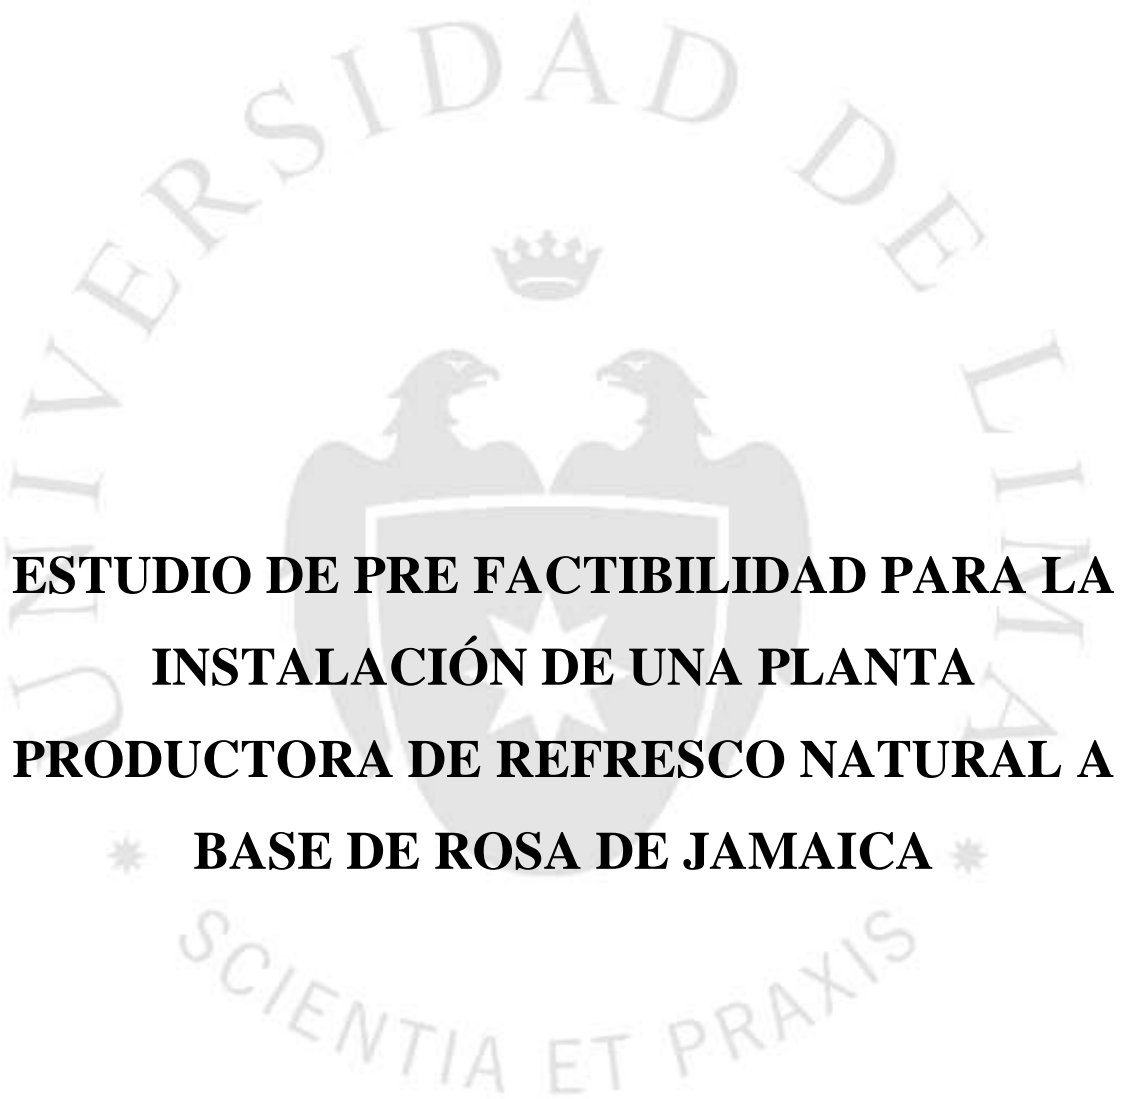 UNIVERSIDAD DE LIMA
ESTUDIO DE PRE FACTIBILIDAD PARA LA
INSTALACIÓN DE UNA PLANTA
PRODUCTORA DE REFRESCO NATURAL A
BASE DE ROSA DE JAMAICA
SCIENTIA ET PRAXIS